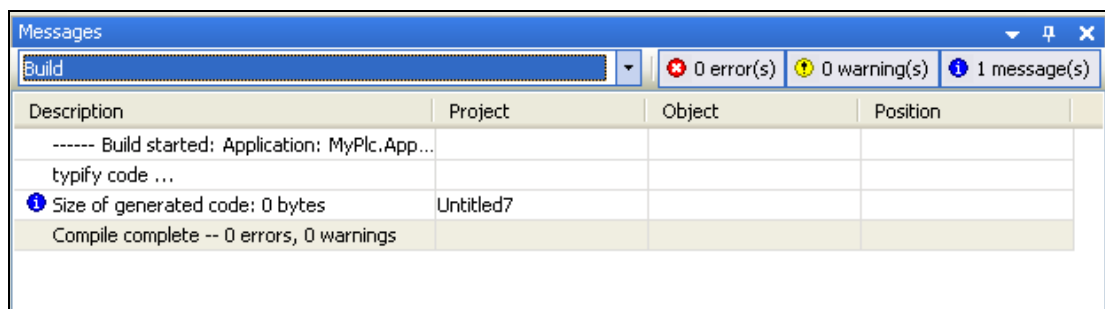 Messages
Build 0 error(s) 0 warning(s) 1 message(s)
Description Project Object Position
------ Build started: Application: MyPlc.App...
typify code ...
Size of generated code: 0 bytes Untitled7
Compile complete -- 0 errors, 0 warnings